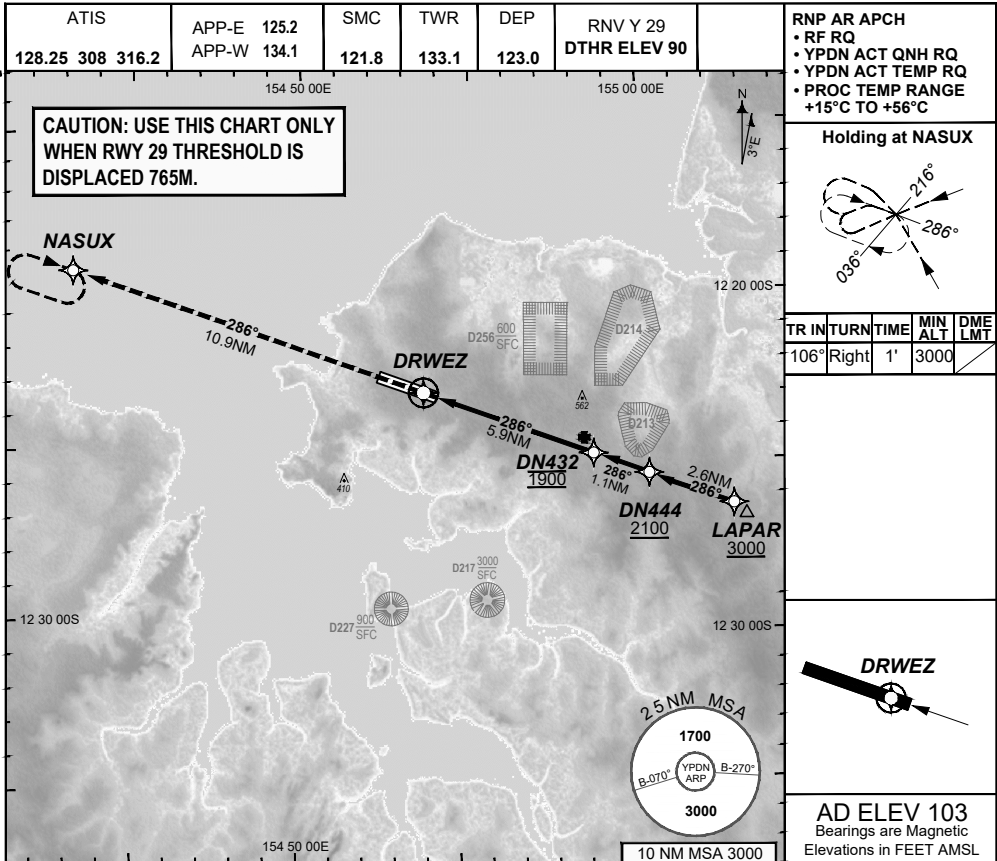 ATIS
128.25 308 316.2
APP-E 125.2
APP-W 134.1
SMC
121.8
TWR
133.1
DEP
123.0
RNV Y 29
DTHR ELEV 90
RNP AR APCH
• RF RQ
• YPDN ACT QNH RQ
• YPDN ACT TEMP RQ
• PROC TEMP RANGE
+15°C TO +56°C
154 50 00E
155 00 00E
CAUTION: USE THIS CHART ONLY
WHEN RWY 29 THRESHOLD IS
DISPLACED 765M.
N
3°E
Holding at NASUX
216°
286°
036°
TR IN TURN TIME MIN ALT DME LMT
106° Right 1' 3000
NASUX
286°
10.9NM
12 20 00S
D256 600
SFC
D214
DRWEZ
562
D213
286°
5.9NM
DN432
1900
286°
1.1NM
2.6NM
286°
DN444
2100
LAPAR
3000
410
D217 3000
SFC
D227 900
SFC
12 30 00S
12 30 00S
DRWEZ
25 NM MSA
1700
B-070°
YPDN
ARP
B-270°
3000
10 NM MSA 3000
154 50 00E
AD ELEV 103
Bearings are Magnetic
Elevations in FEET AMSL